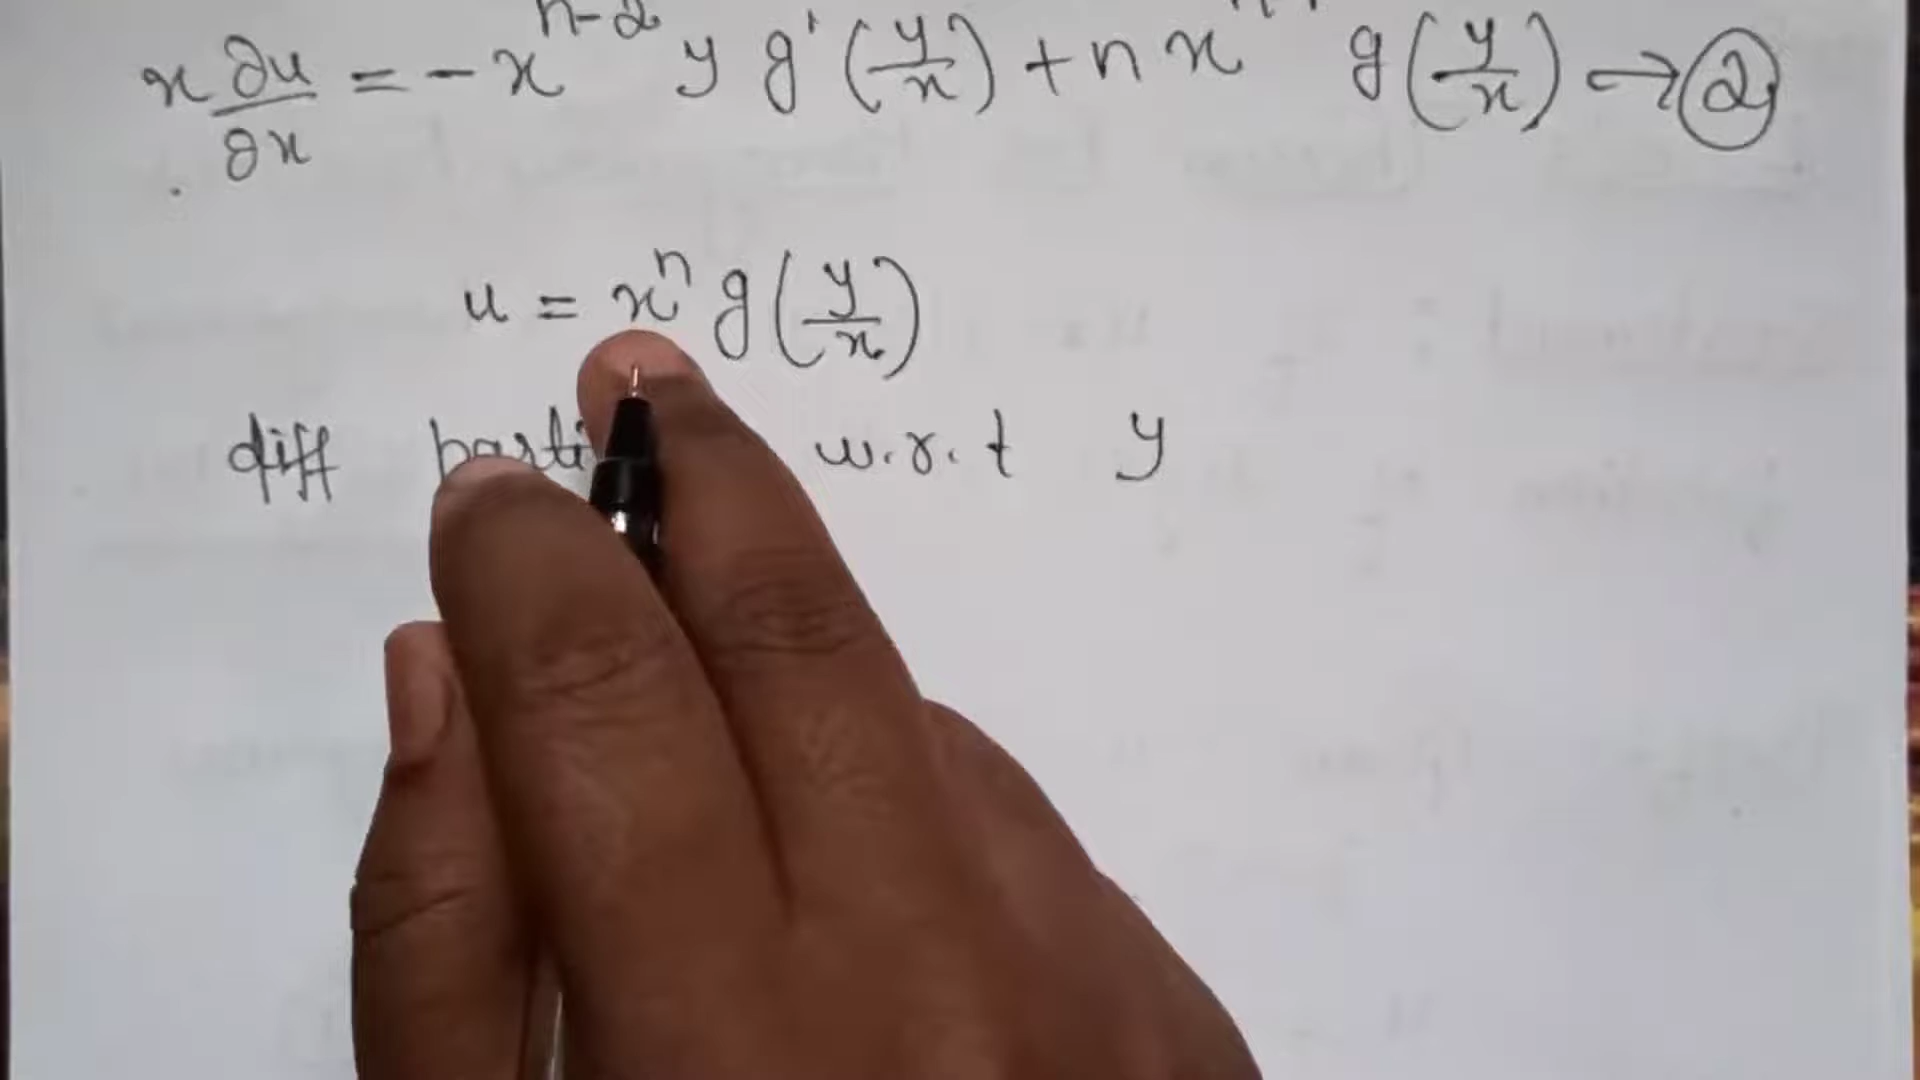 x ∂u/∂x = - x^{n-2} y g' (y/x) + n x g (y/x) → ②
u = x^n g (y/x)
diff w.r.t y